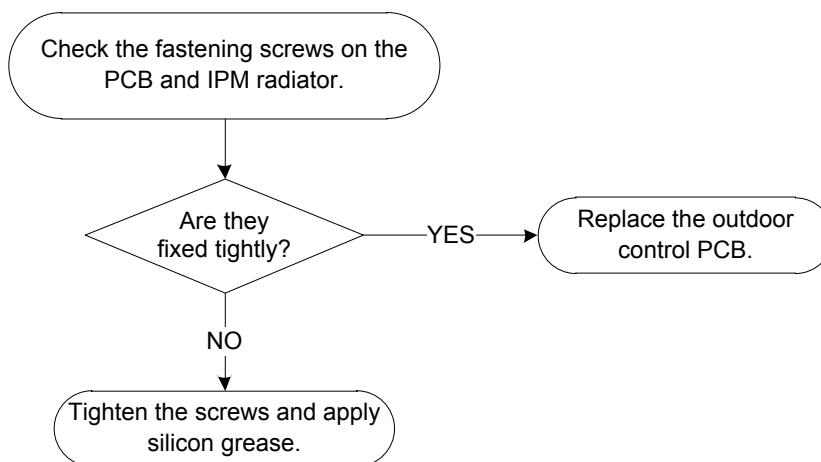 Check the fastening screws on the
PCB and IPM radiator.
Are they
fixed tightly?
YES
Replace the outdoor
control PCB.
NO
Tighten the screws and apply
silicon grease.